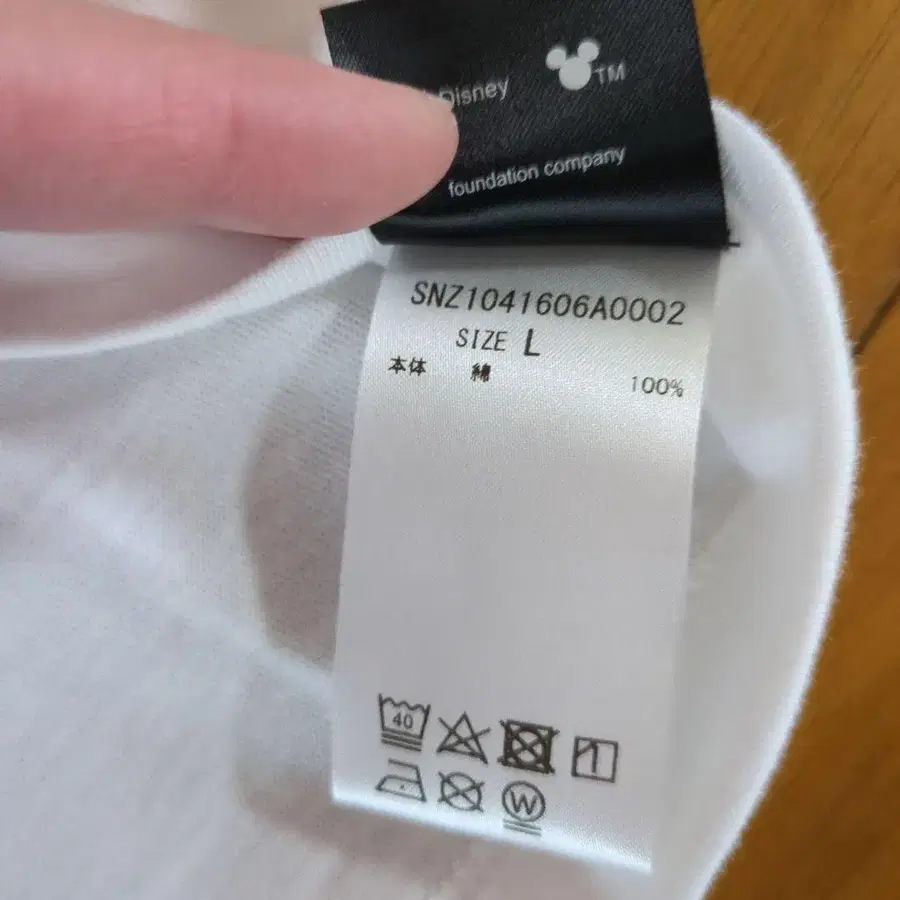 Disney TM
foundation company
SNZ1041606A0002
SIZE L
本体 綿 100%
40
W